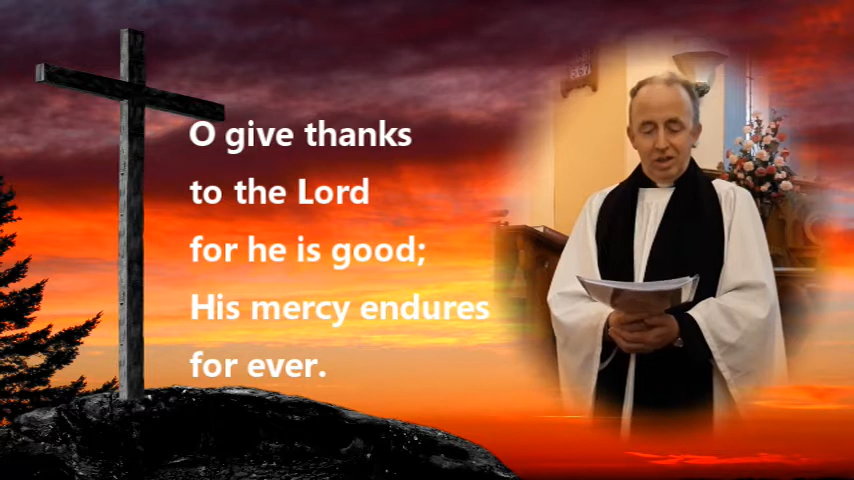 O give thanks
to the Lord
for he is good;
His mercy endures
for ever.